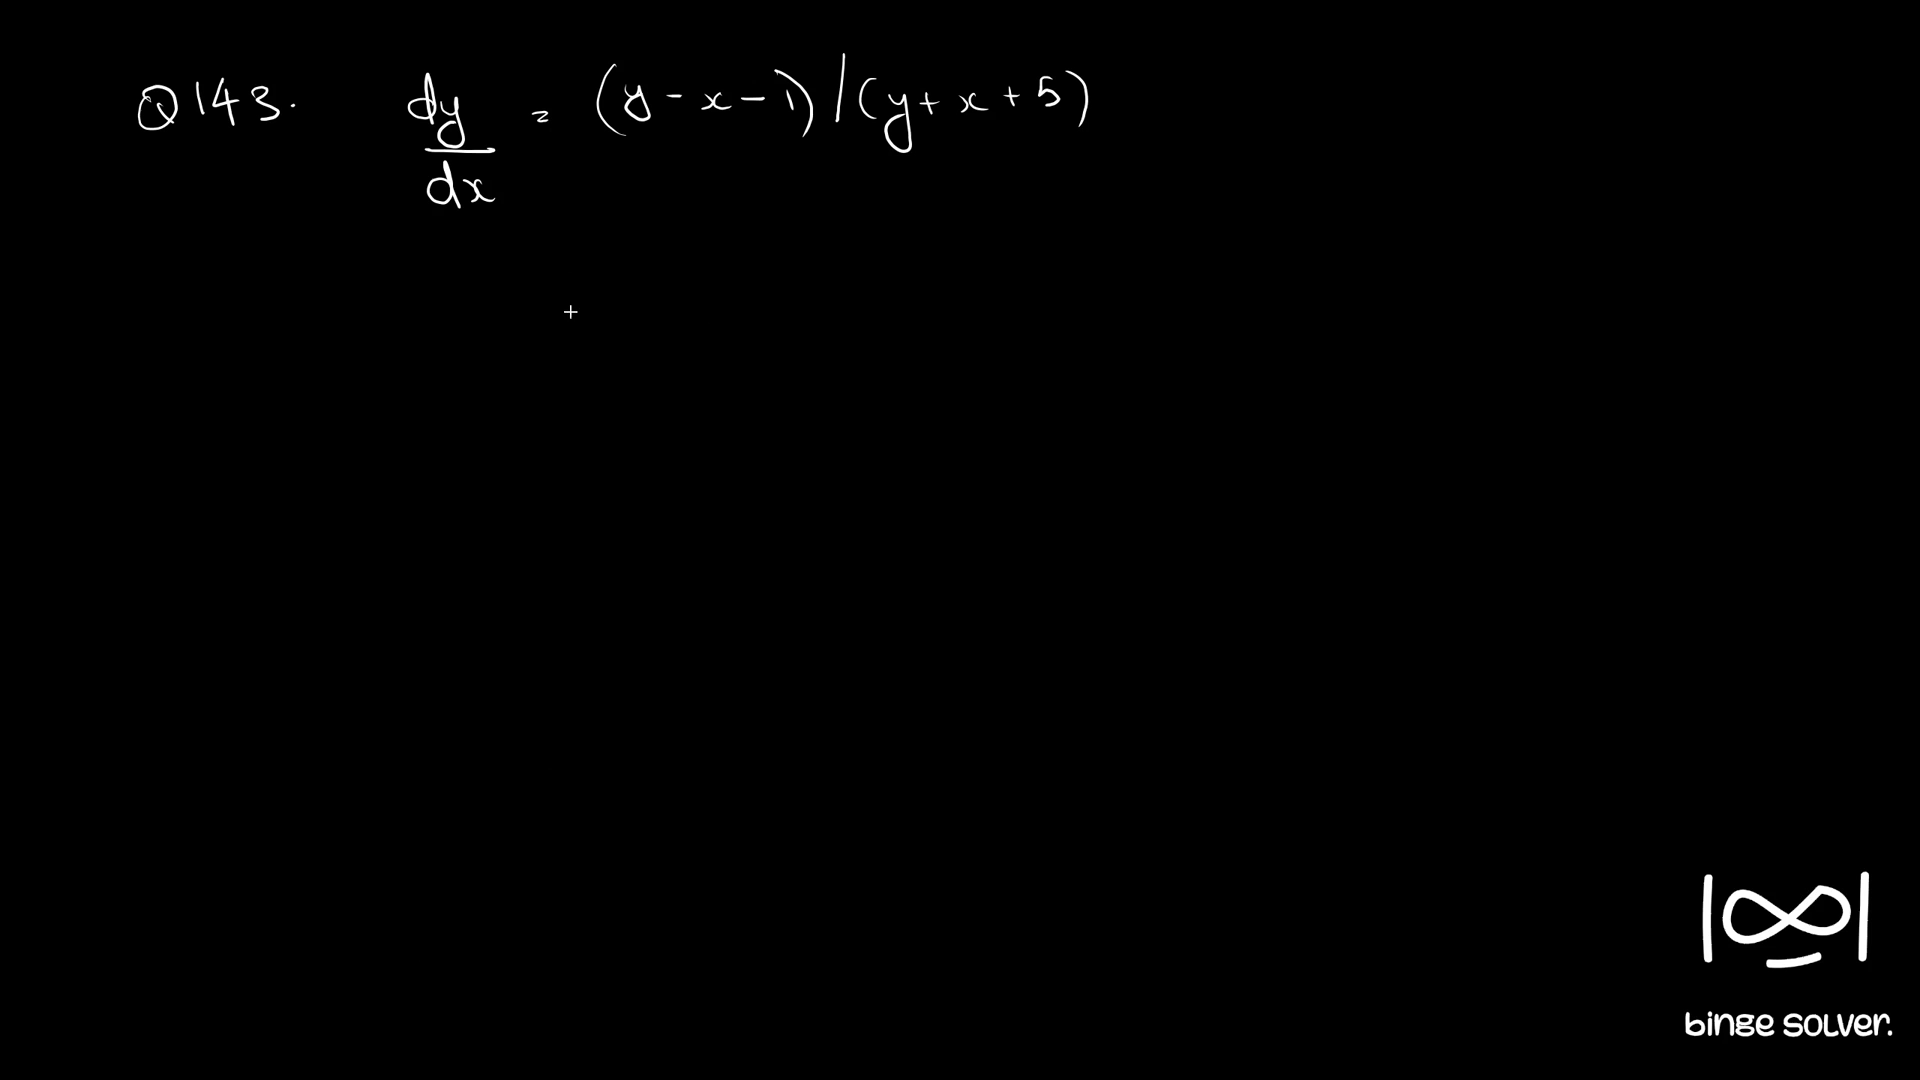 Q143. dy/dx = (y-x-1)/(y+x+5)
binge solver.